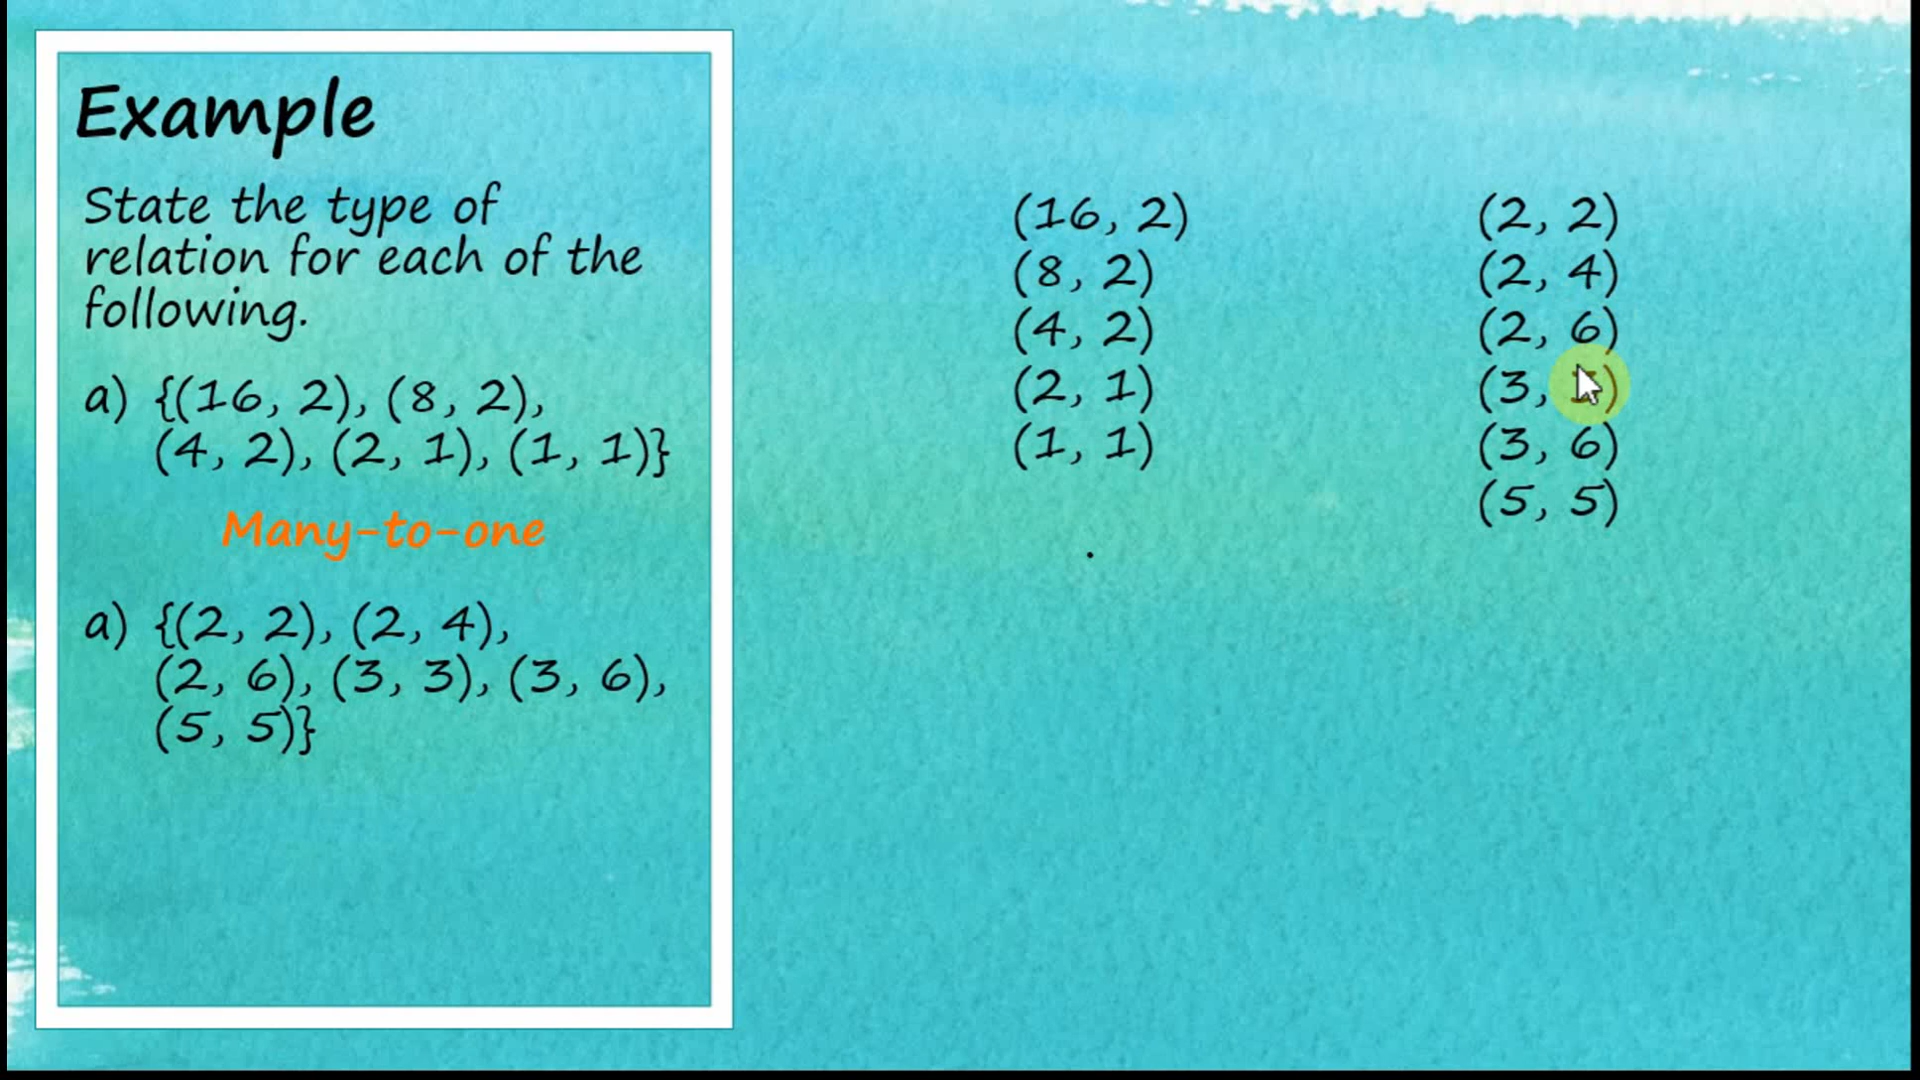 Example
State the type of
relation for each of the
following.
a) {(16, 2), (8, 2),
(4, 2), (2, 1), (1, 1)}
Many-to-one
a) {(2, 2), (2, 4),
(2, 6), (3, 3), (3, 6),
(5, 5)}
(16, 2)
(8, 2)
(4, 2)
(2, 1)
(1, 1)
.
(2, 2)
(2, 4)
(2, 6)
(3, )
(3, 6)
(5, 5)